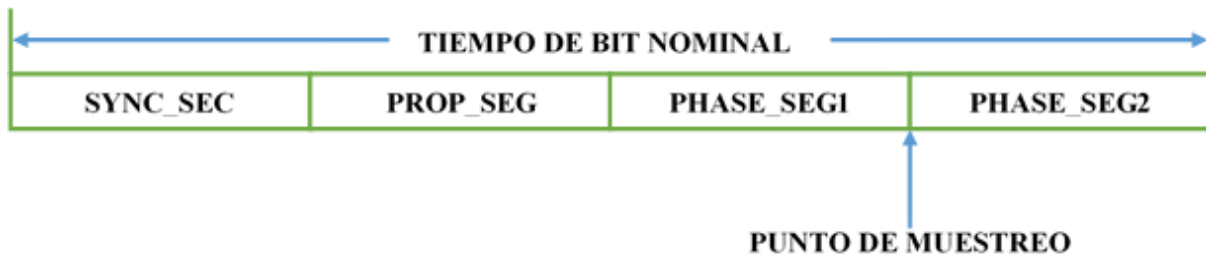 TIEMPO DE BIT NOMINAL
SYNC_SEC PROP_SEG PHASE_SEG1 PHASE_SEG2
PUNTO DE MUESTREO